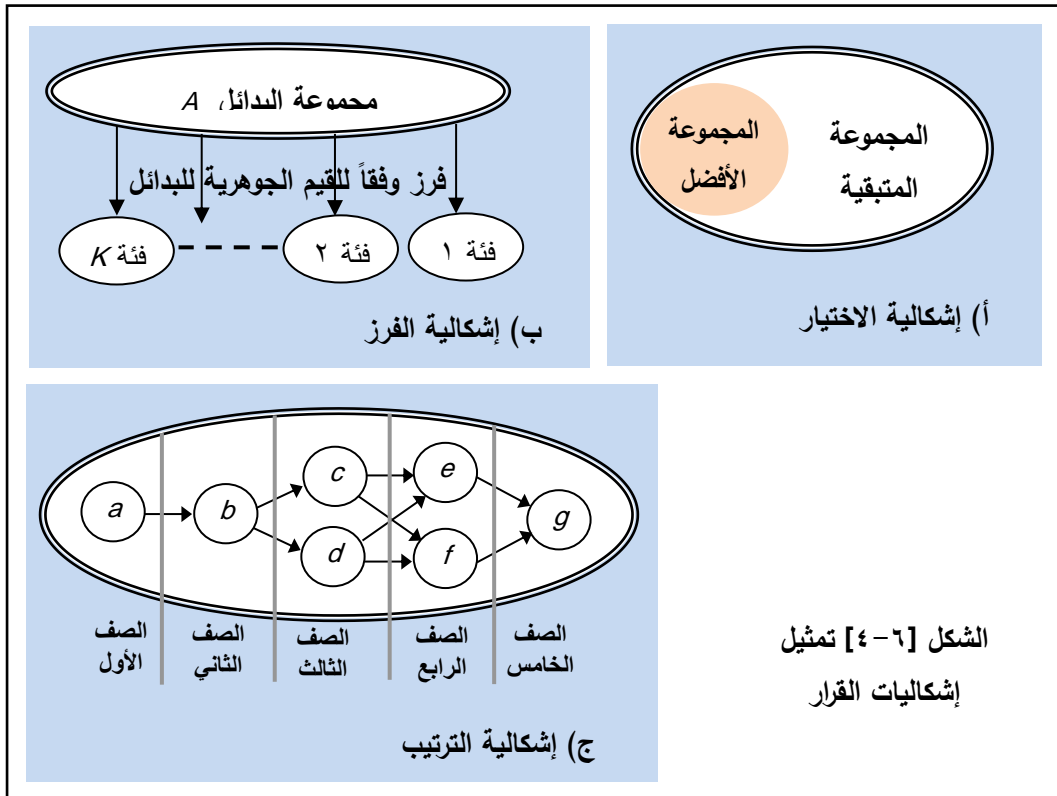 المجموعة الأفضل
المجموعة المتبقية
أ) إشكالية الاختيار
مجموعة البدائل A
فرز وفقاً للقيم الجوهرية للبدائل
فئة ١
فئة ٢
فئة K
ب) إشكالية الفرز
a
b
c
d
e
f
g
الصف الأول
الصف الثاني
الصف الثالث
الصف الرابع
الصف الخامس
ج) إشكالية الترتيب
الشكل [٦-٤] تمثيل
إشكاليات القرار